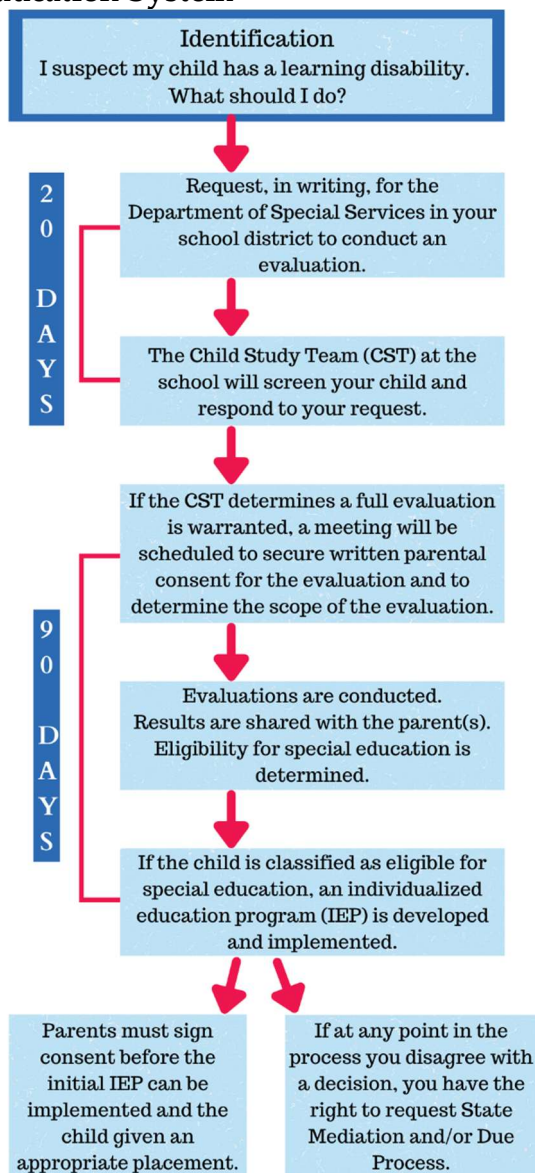 Identification
I suspect my child has a learning disability.
What should I do?
20 DAYS
Request, in writing, for the
Department of Special Services in your
school district to conduct an
evaluation.
The Child Study Team (CST) at the
school will screen your child and
respond to your request.
90 DAYS
If the CST determines a full evaluation
is warranted, a meeting will be
scheduled to secure written parental
consent for the evaluation and to
determine the scope of the evaluation.
Evaluations are conducted.
Results are shared with the parent(s).
Eligibility for special education is
determined.
If the child is classified as eligible for
special education, an individualized
education program (IEP) is developed
and implemented.
Parents must sign
consent before the
initial IEP can be
implemented and the
child given an
appropriate placement.
If at any point in the
process you disagree with
a decision, you have the
right to request State
Mediation and/or Due
Process.